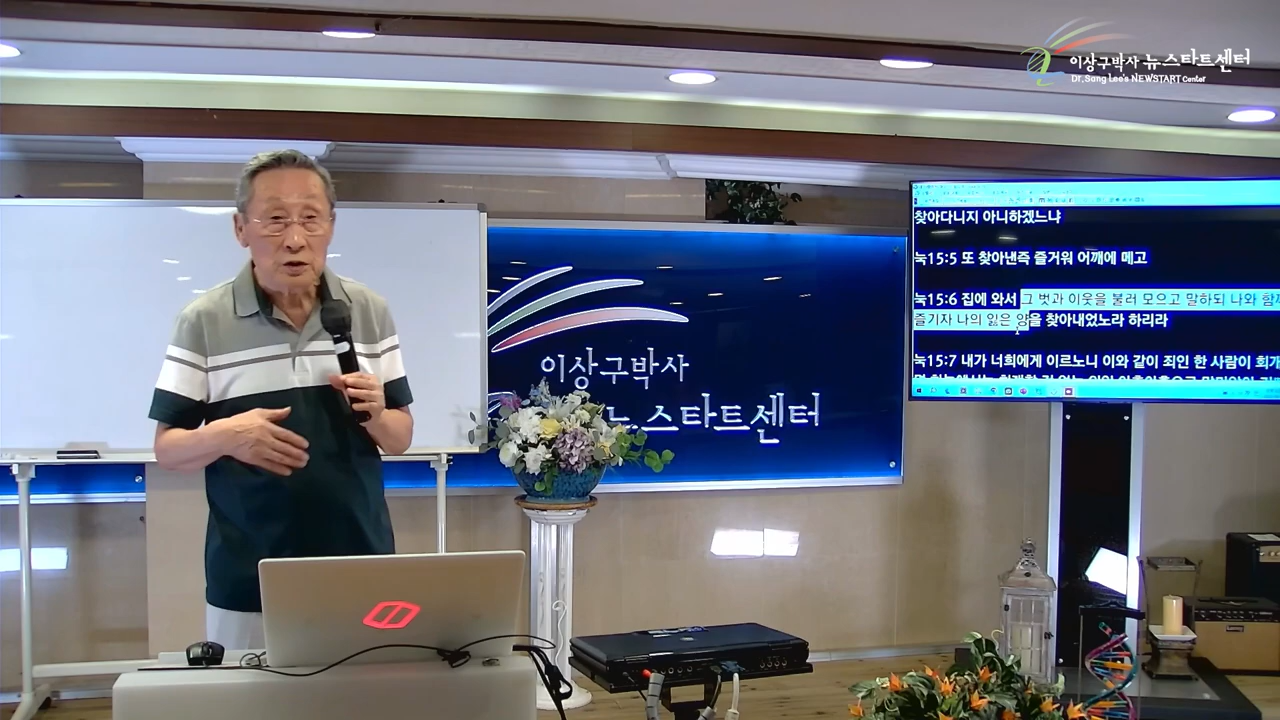 이상구박사 뉴스타트센터
Dr. Sang Lee's NEWSTART Center
찾아다니지 아니하겠느냐
눅15:5 또 찾아낸즉 즐거워 어깨에 메고
눅15:6 집에 와서 그 벗과 이웃을 불러 모으고 말하되 나와 함께
즐기자 나의 잃은 양을 찾아내었노라 하리라
눅15:7 내가 너희에게 이르노니 이와 같이 죄인 한 사람이 회개
이상구박사
뉴스타트센터